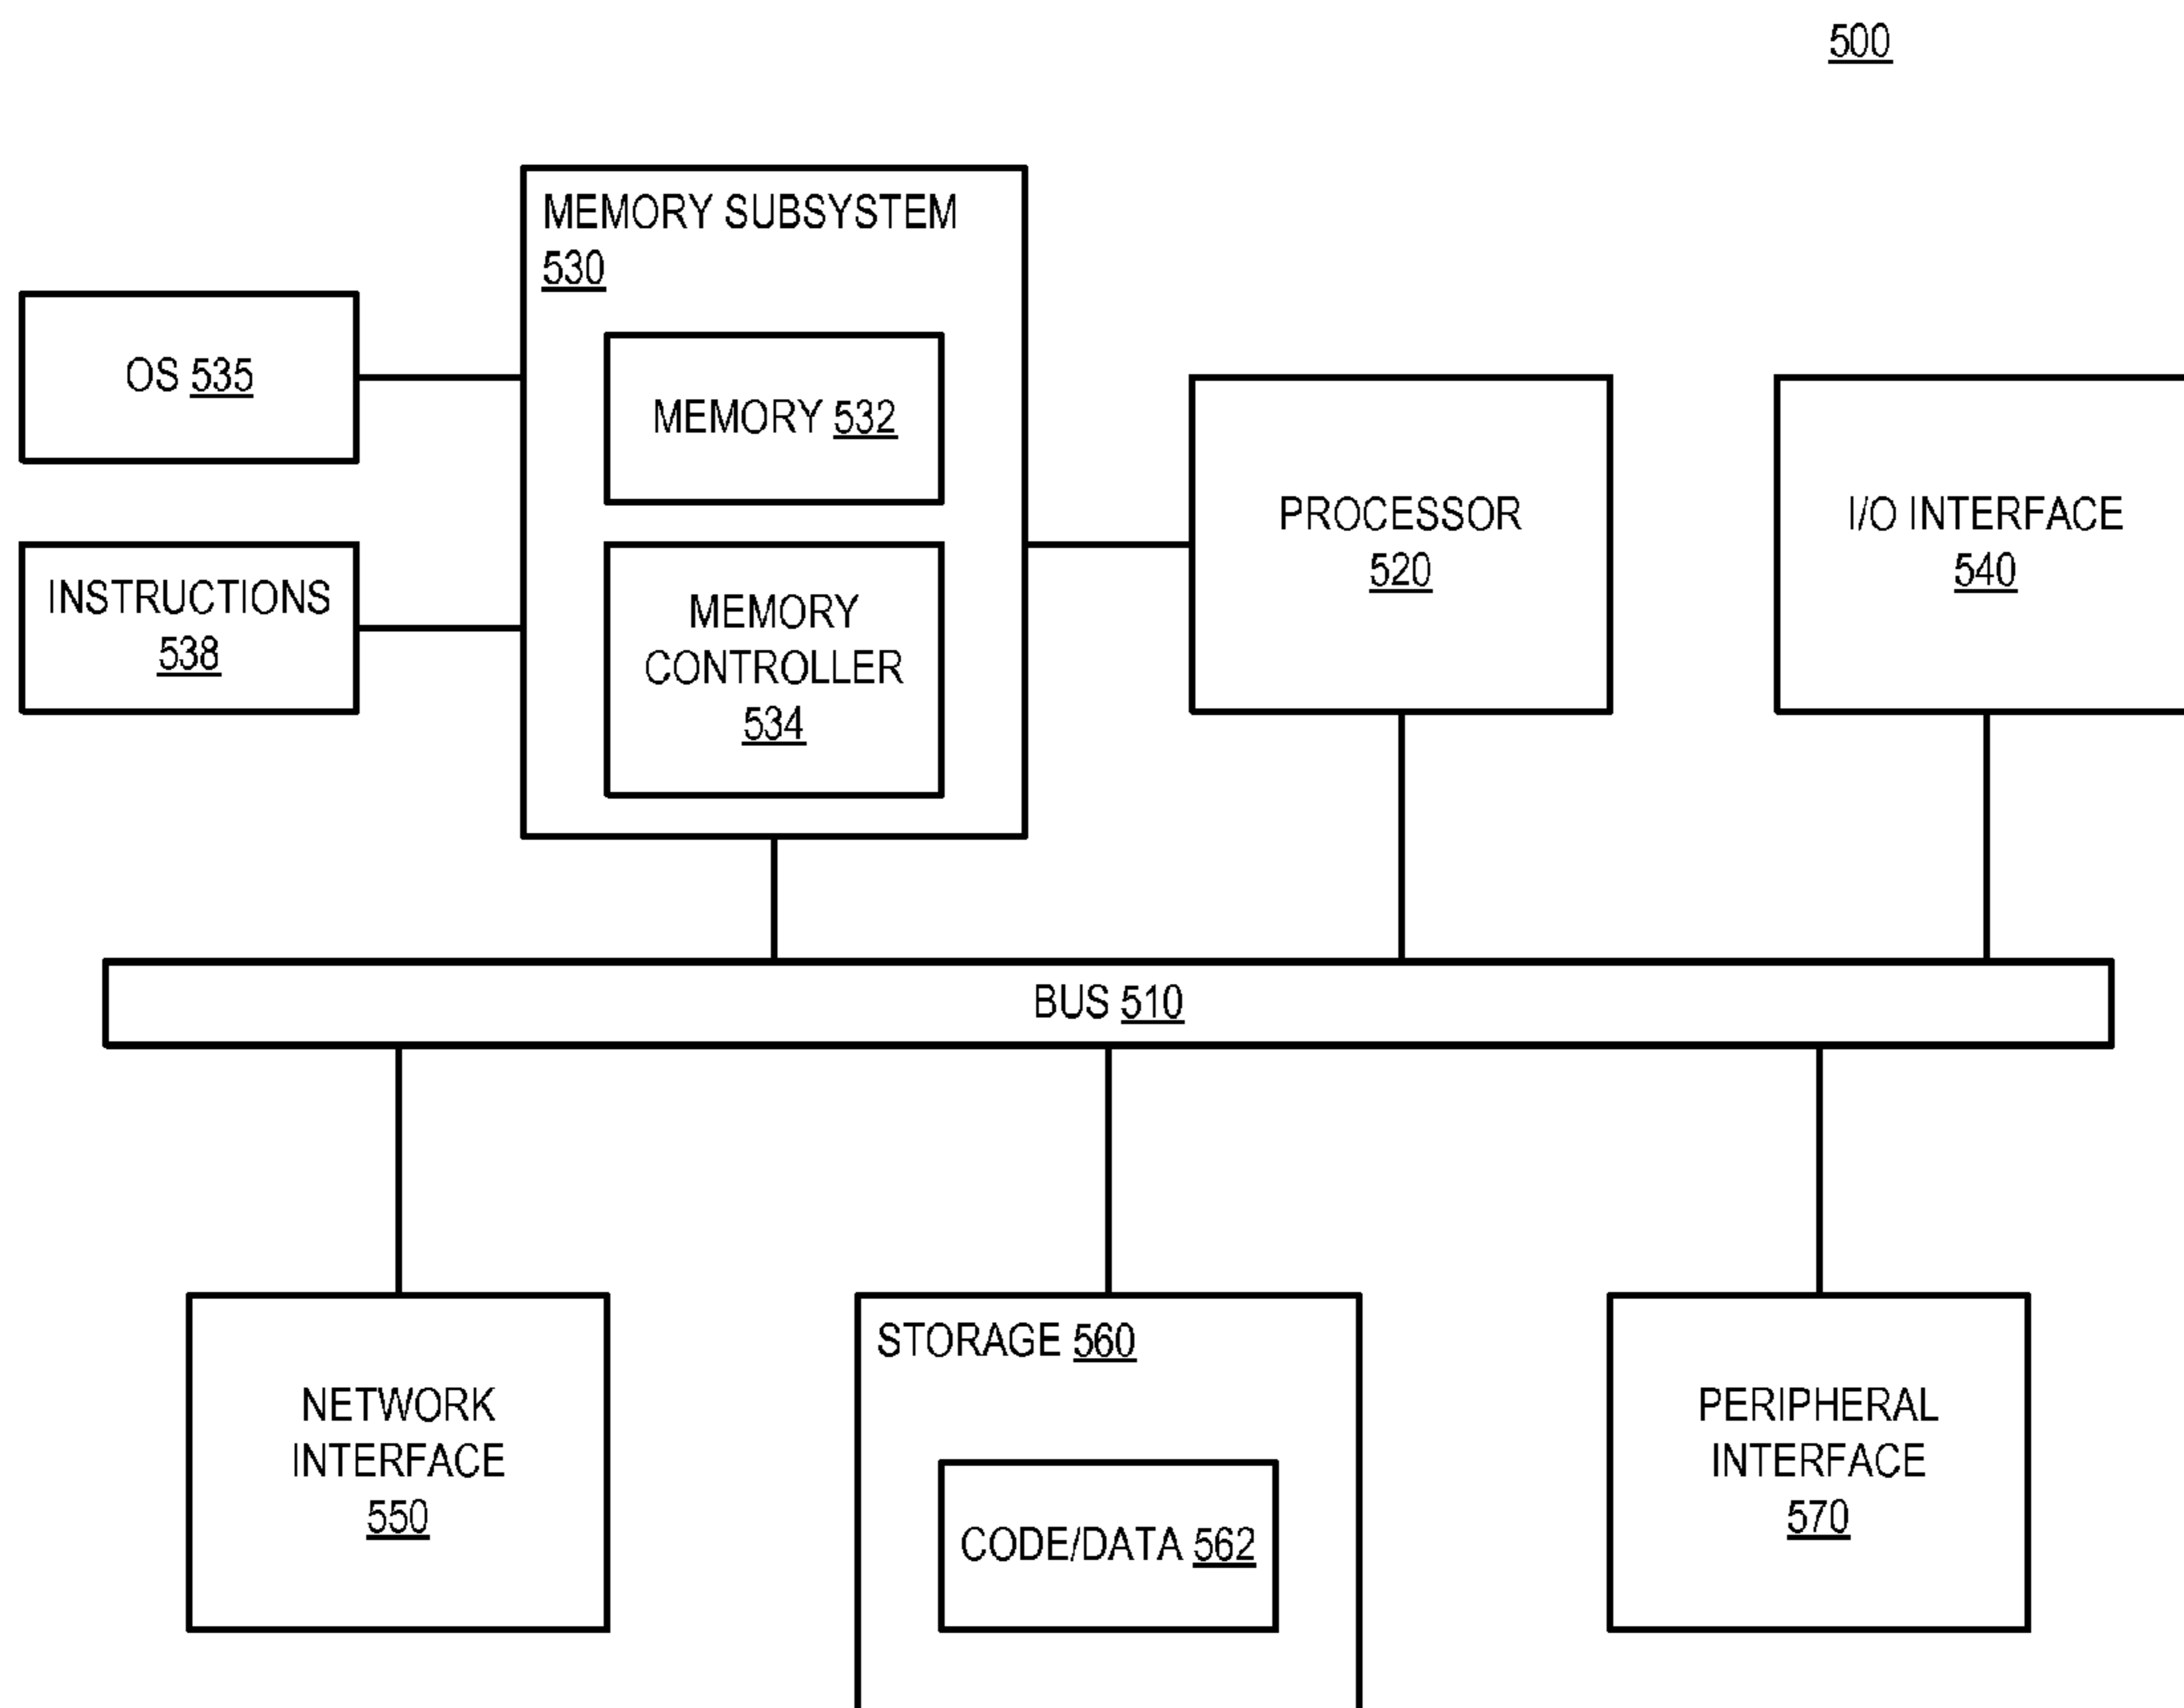 500
MEMORY SUBSYSTEM
530
OS 535
MEMORY 532
INSTRUCTIONS
538
MEMORY
CONTROLLER
534
PROCESSOR
520
I/O INTERFACE
540
BUS 510
NETWORK
INTERFACE
550
STORAGE 560
CODE/DATA 562
PERIPHERAL
INTERFACE
570